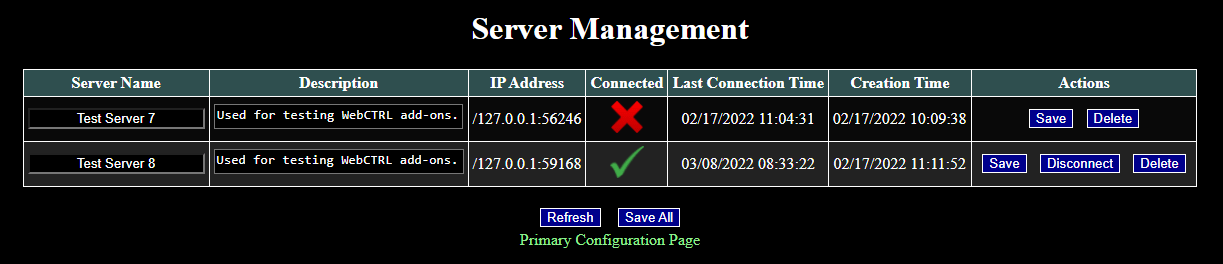 Server Management
Server Name Description IP Address Connected Last Connection Time Creation Time Actions
Test Server 7 Used for testing WebCTRL add-ons. /127.0.0.1:56246 02/17/2022 11:04:31 02/17/2022 10:09:38 Save Delete
Test Server 8 Used for testing WebCTRL add-ons. /127.0.0.1:59168 03/08/2022 08:33:22 02/17/2022 11:11:52 Save Disconnect Delete
Refresh Save All
Primary Configuration Page